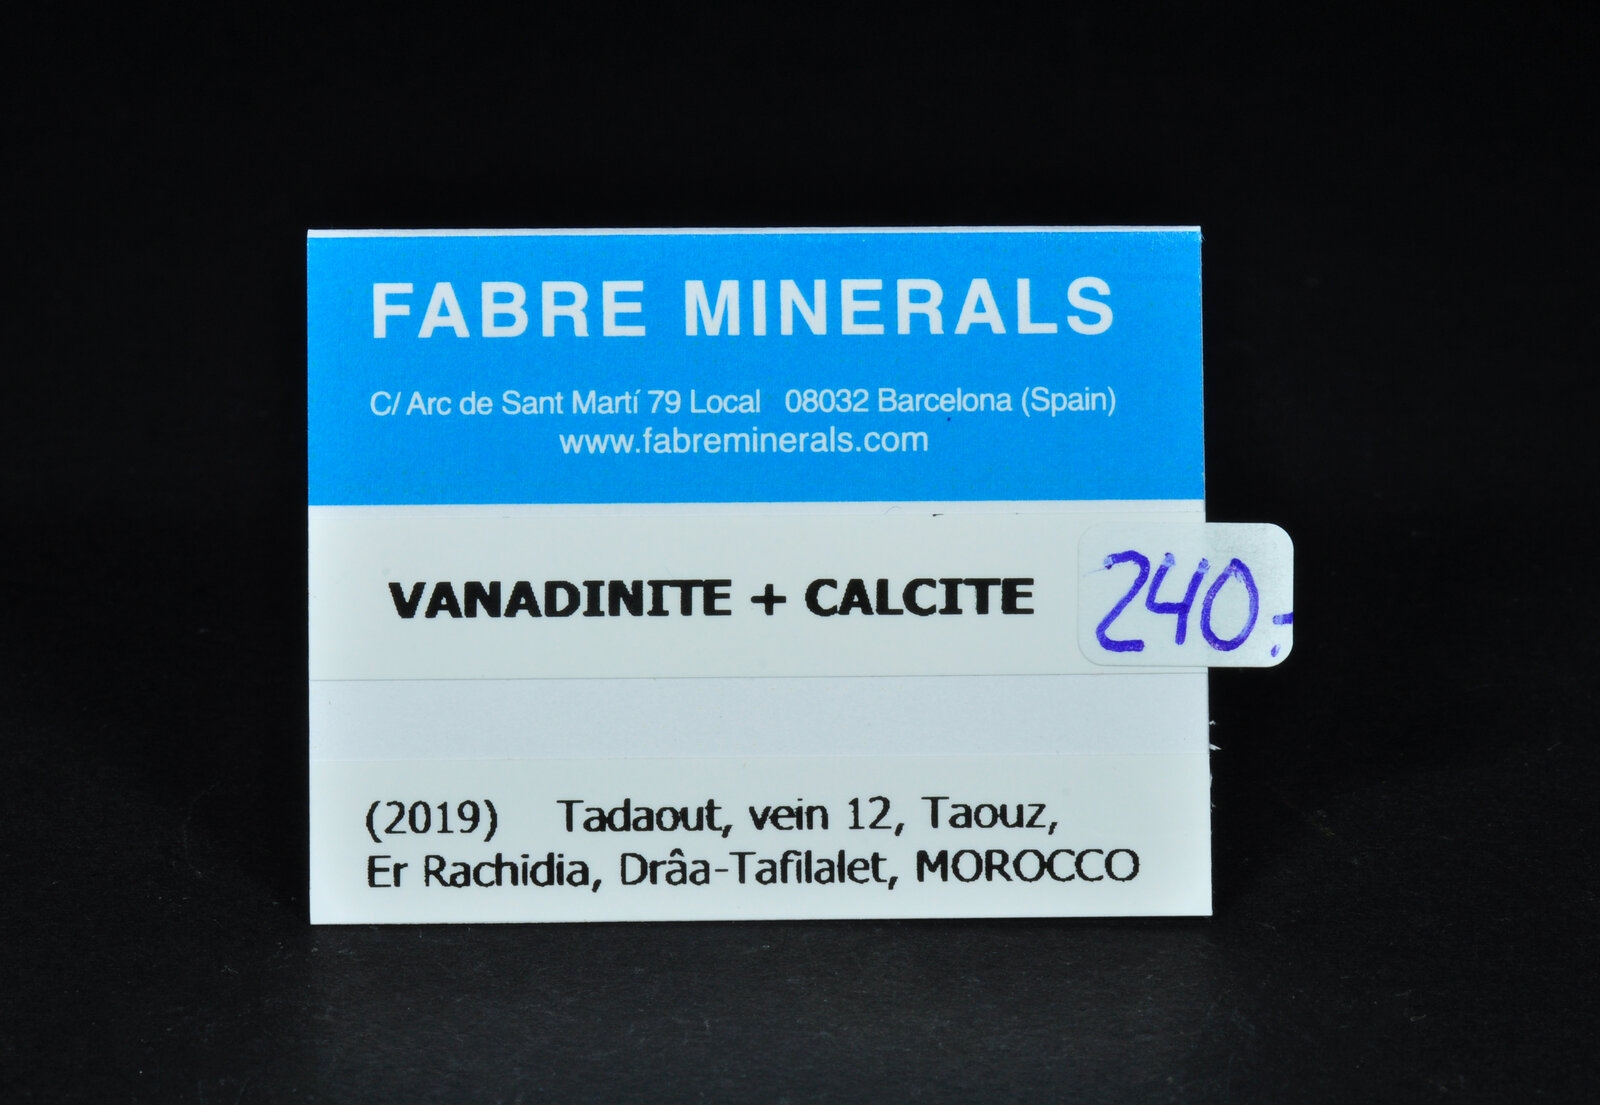 FABRE MINERALS
C/ Arc de Sant Martí 79 Local 08032 Barcelona (Spain)
www.fabreminerals.com
VANADINITE + CALCITE
240.-
(2019) Tadaout, vein 12, Taouz,
Er Rachidia, Drâa-Tafilalet, MOROCCO